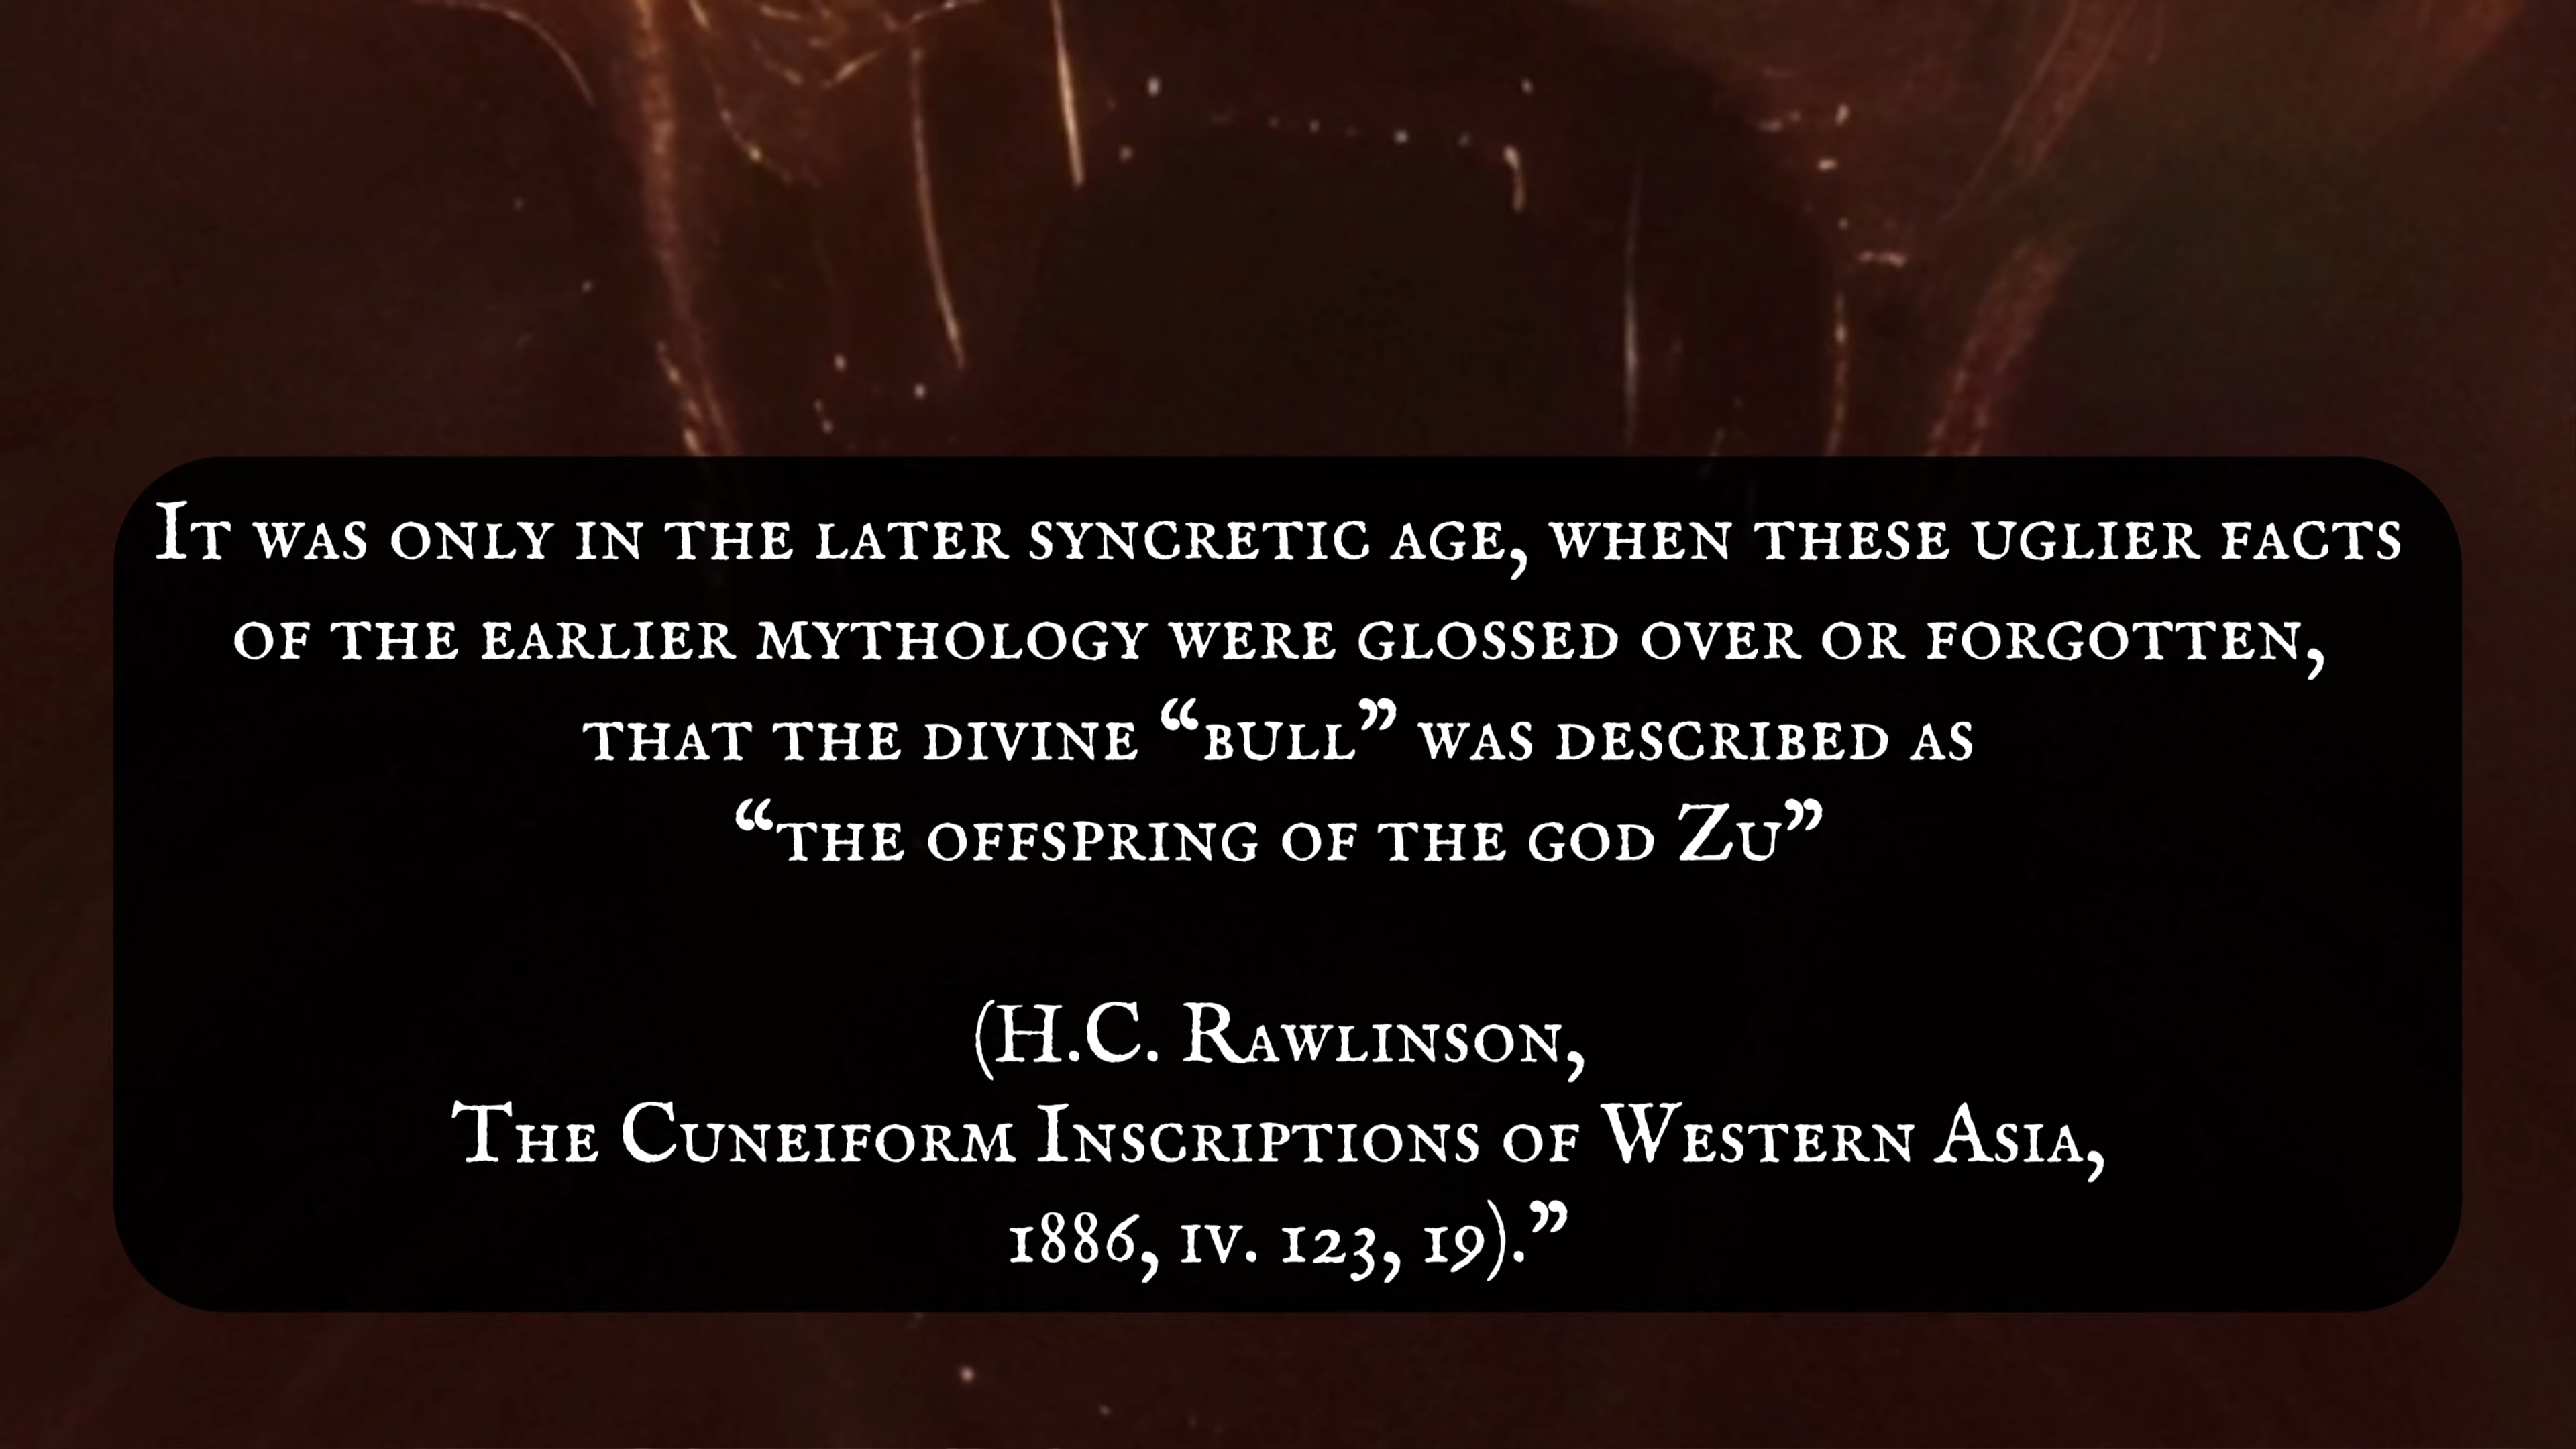 It was only in the later syncretic age, when these uglier facts
of the earlier mythology were glossed over or forgotten,
that the divine “bull” was described as
“the offspring of the god Zu”
(H.C. Rawlinson,
The Cuneiform Inscriptions of Western Asia,
1886, iv. 123, 19).”